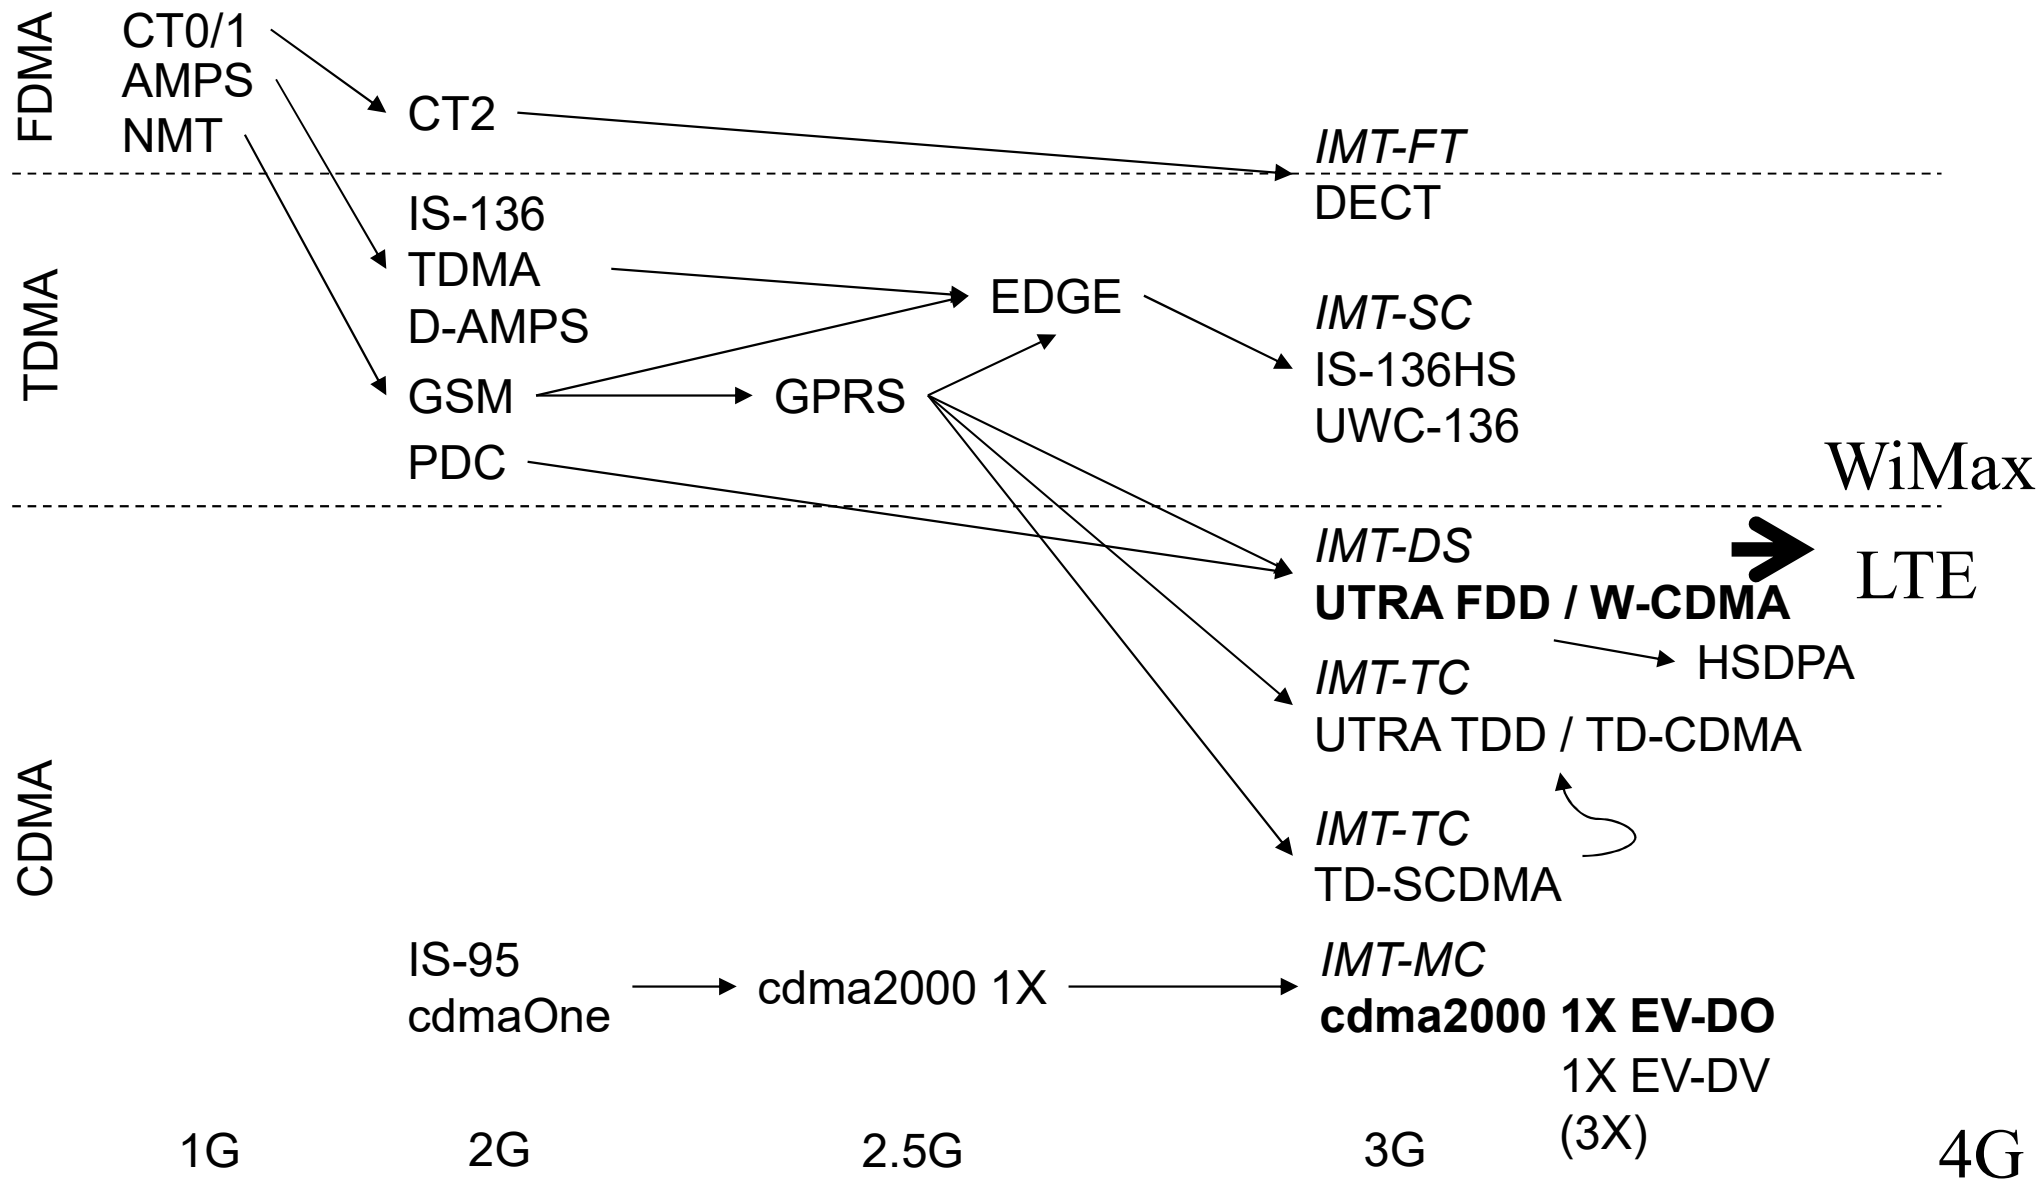 FDMA
CT0/1
AMPS
NMT
CT2
IMT-FT
DECT
TDMA
IS-136
TDMA
D-AMPS
GSM
PDC
GPRS
EDGE
IMT-SC
IS-136HS
UWC-136
WiMax
LTE
CDMA
IMT-DS
UTRA FDD / W-CDMA
HSDPA
IMT-TC
UTRA TDD / TD-CDMA
IMT-TC
TD-SCDMA
IS-95
cdmaOne
cdma2000 1X
IMT-MC
cdma2000 1X EV-DO
1X EV-DV
(3X)
1G
2G
2.5G
3G
4G